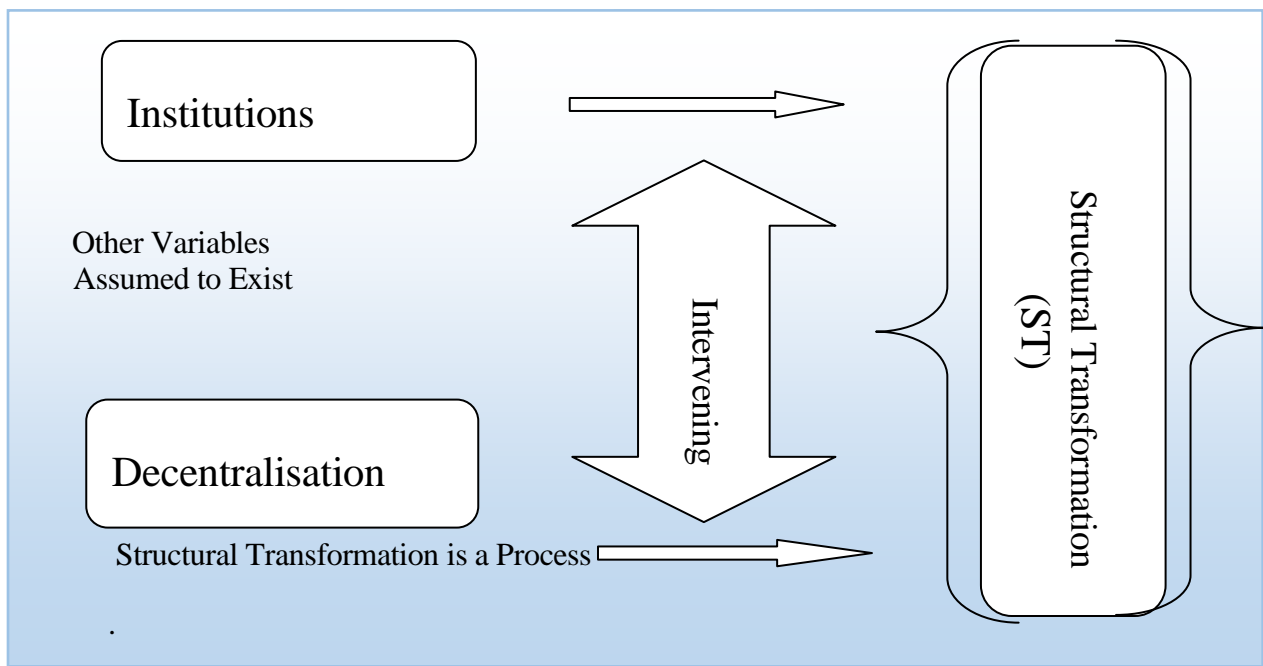 Institutions
Other Variables
Assumed to Exist
Decentralisation
Structural Transformation is a Process
.
Intervening
Structural Transformation
(ST)